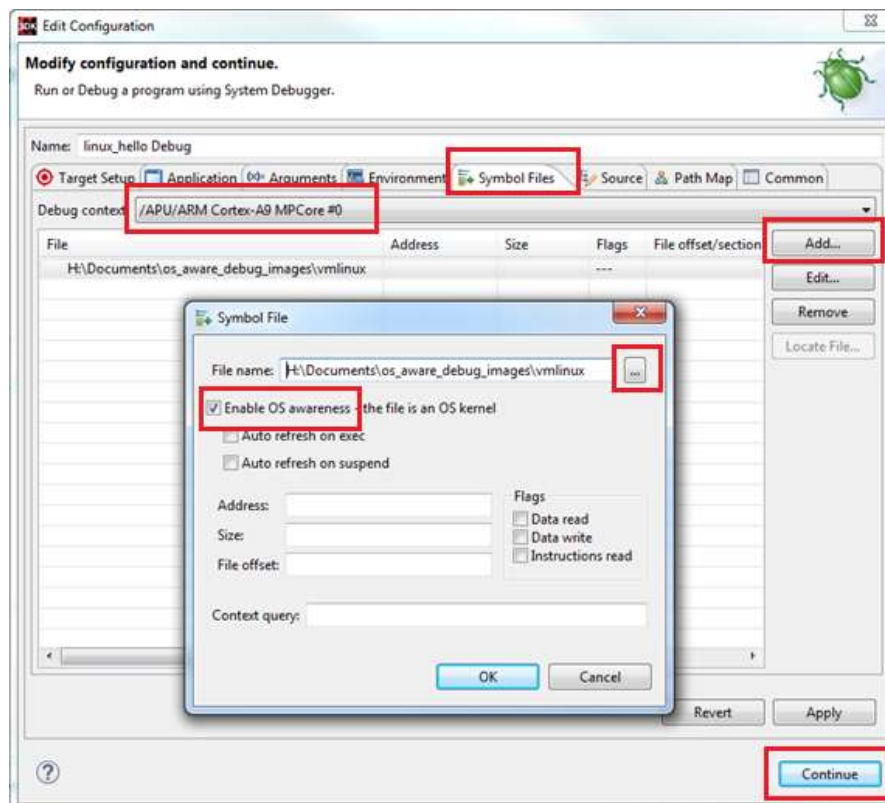 SDK Edit Configuration
Modify configuration and continue.
Run or Debug a program using System Debugger.
Name: linux_hello Debug
Target Setup Application (x)= Arguments Environment Symbol Files Source Path Map Common
Debug context: /APU/ARM Cortex-A9 MPCore #0
File Address Size Flags File offset/section Add...
H:\Documents\os_aware_debug_images\vmlinux --- Edit...
Remove
Locate File...
Symbol File
File name: H:\Documents\os_aware_debug_images\vmlinux ...
Enable OS awareness - the file is an OS kernel
Auto refresh on exec
Auto refresh on suspend
Address: Flags
Data read
Size: Data write
File offset: Instructions read
Context query:
OK Cancel
Revert Apply
? Continue